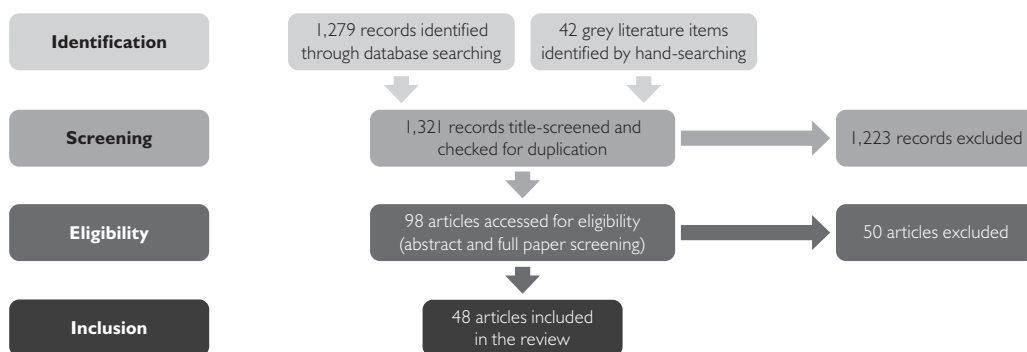 Identification
1,279 records identified
through database searching
42 grey literature items
identified by hand-searching
Screening
1,321 records title-screened and
checked for duplication
1,223 records excluded
Eligibility
98 articles accessed for eligibility
(abstract and full paper screening)
50 articles excluded
Inclusion
48 articles included
in the review